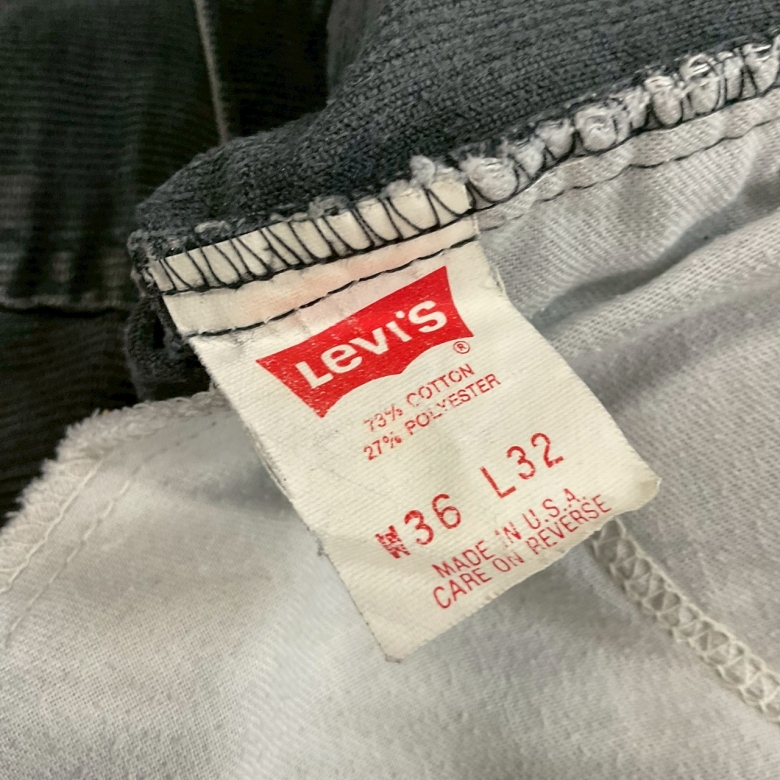 Levi's ®
73% COTTON
27% POLYESTER
W36 L32
MADE IN U.S.A.
CARE ON REVERSE